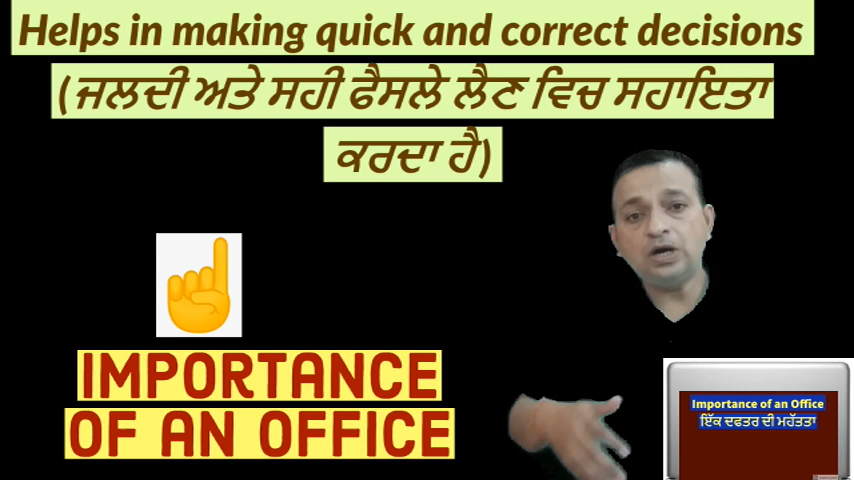 Helps in making quick and correct decisions
(ਜਲਦੀ ਅਤੇ ਸਹੀ ਫੈਸਲੇ ਲੈਣ ਵਿਚ ਸਹਾਇਤਾ
ਕਰਦਾ ਹੈ)
IMPORTANCE
OF AN OFFICE
Importance of an Office
ਇੱਕ ਦਫਤਰ ਦੀ ਮਹੱਤਤਾ